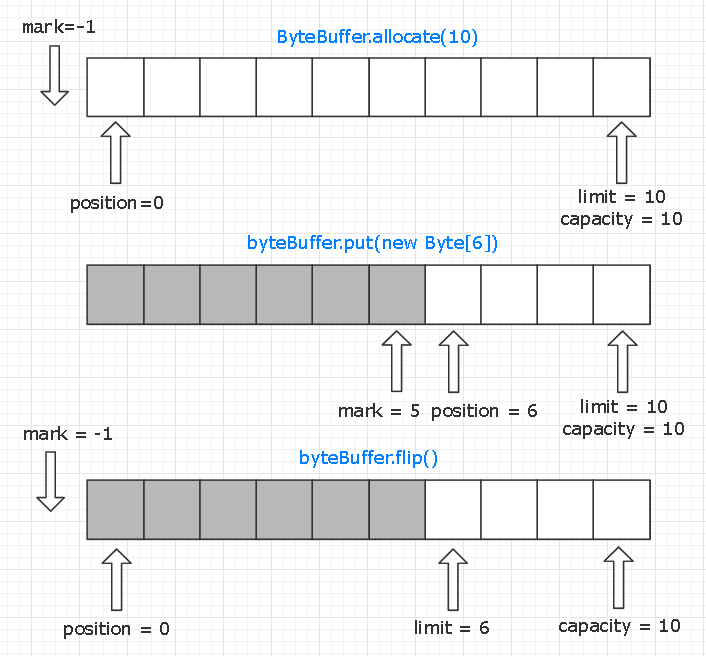 mark=-1
ByteBuffer.allocate(10)
position=0
limit = 10
capacity = 10
byteBuffer.put(new Byte[6])
mark = 5 position = 6
limit = 10
capacity = 10
mark = -1
byteBuffer.flip()
position = 0
limit = 6
capacity = 10